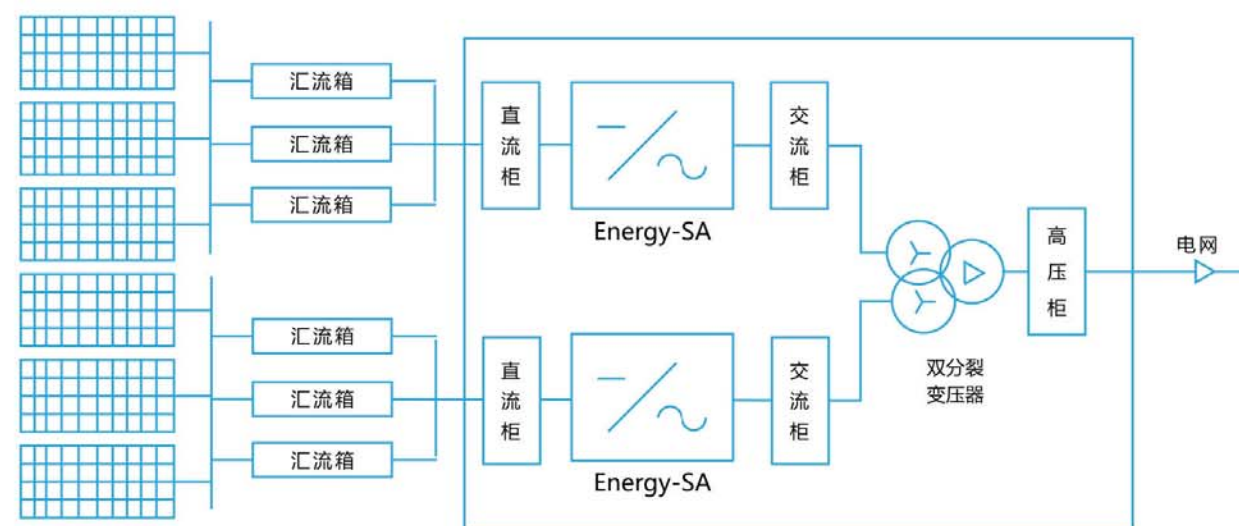 汇流箱
汇流箱
汇流箱
直流柜
Energy-SA
交流柜
汇流箱
汇流箱
汇流箱
直流柜
Energy-SA
交流柜
双分裂
变压器
高压柜
电网